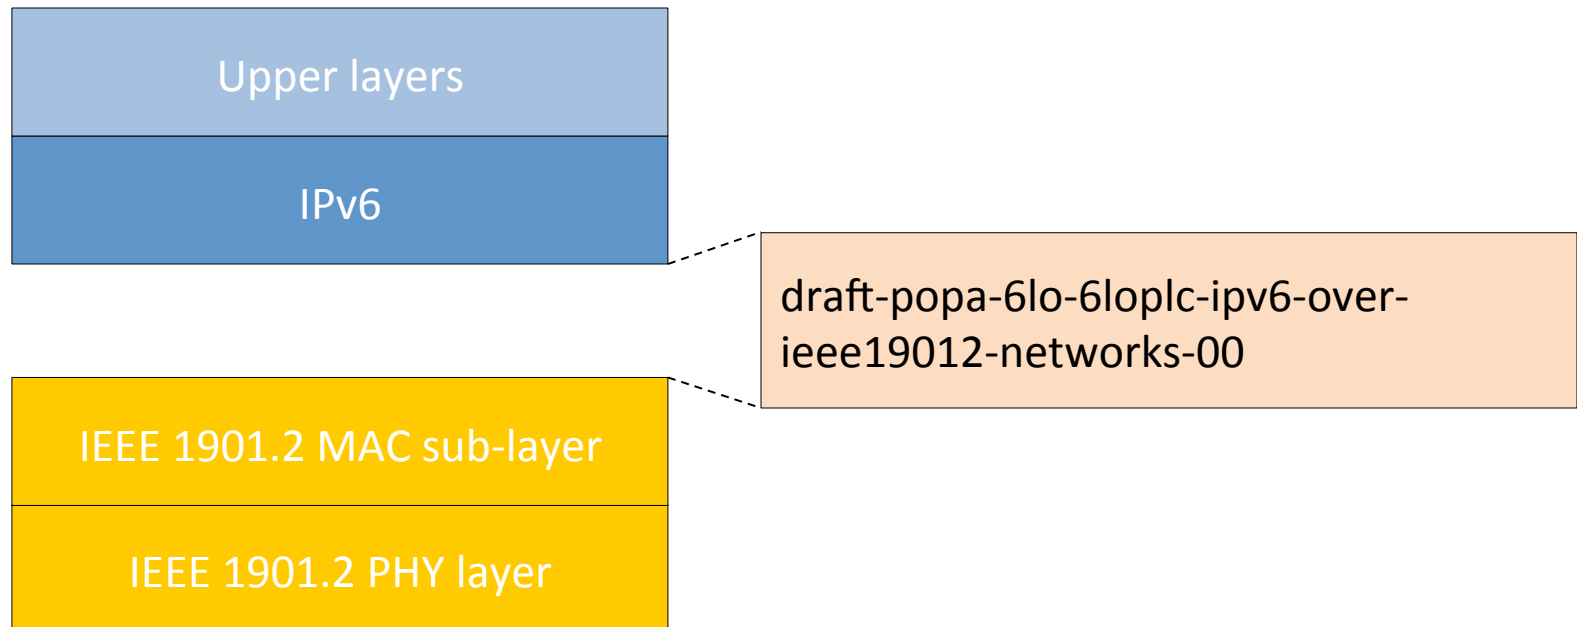 Upper layers
IPv6
draft-popa-6lo-6loplc-ipv6-over-
ieee19012-networks-00
IEEE 1901.2 MAC sub-layer
IEEE 1901.2 PHY layer